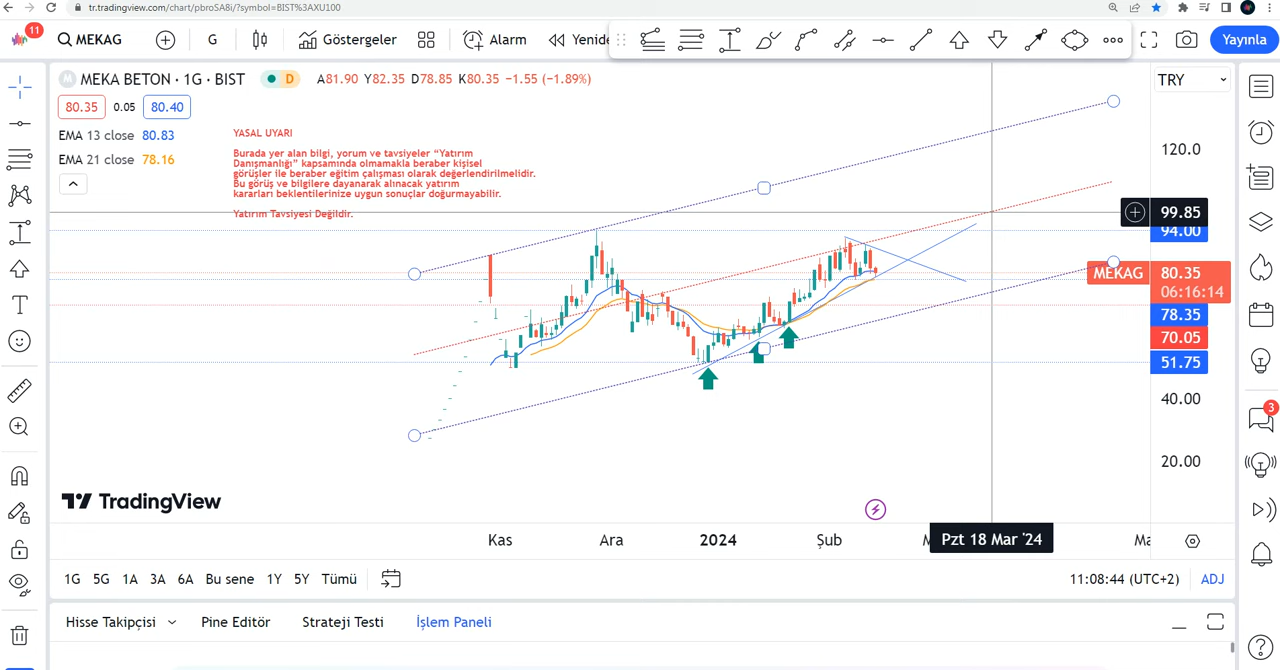 tr.tradingview.com/chart/pbroSA8i/?symbol=BIST%3AXU100
11
MEKAG
G
Göstergeler
Alarm
Yayınla
M MEKA BETON · 1G · BIST D A81.90 Y82.35 D78.85 K80.35 −1.55 (−1.89%)
TRY
80.35 0.05 80.40
EMA 13 close 80.83
EMA 21 close 78.16
YASAL UYARI
Burada yer alan bilgi, yorum ve tavsiyeler “Yatırım
Danışmanlığı” kapsamında olmamakla beraber kişisel
görüşler ile beraber eğitim çalışması olarak değerlendirilmelidir.
Bu görüş ve bilgilere dayanarak alınacak yatırım
kararları beklentilerinize uygun sonuçlar doğurmayabilir.
Yatırım Tavsiyesi Değildir.
120.0
99.85
94.00
MEKAG 80.35
06:16:14
78.35
70.05
51.75
40.00
20.00
3
TradingView
Kas Ara 2024 Şub Pzt 18 Mar '24
1G 5G 1A 3A 6A Bu sene 1Y 5Y Tümü
11:08:44 (UTC+2) ADJ
Hisse Takipçisi Pine Editör Strateji Testi İşlem Paneli